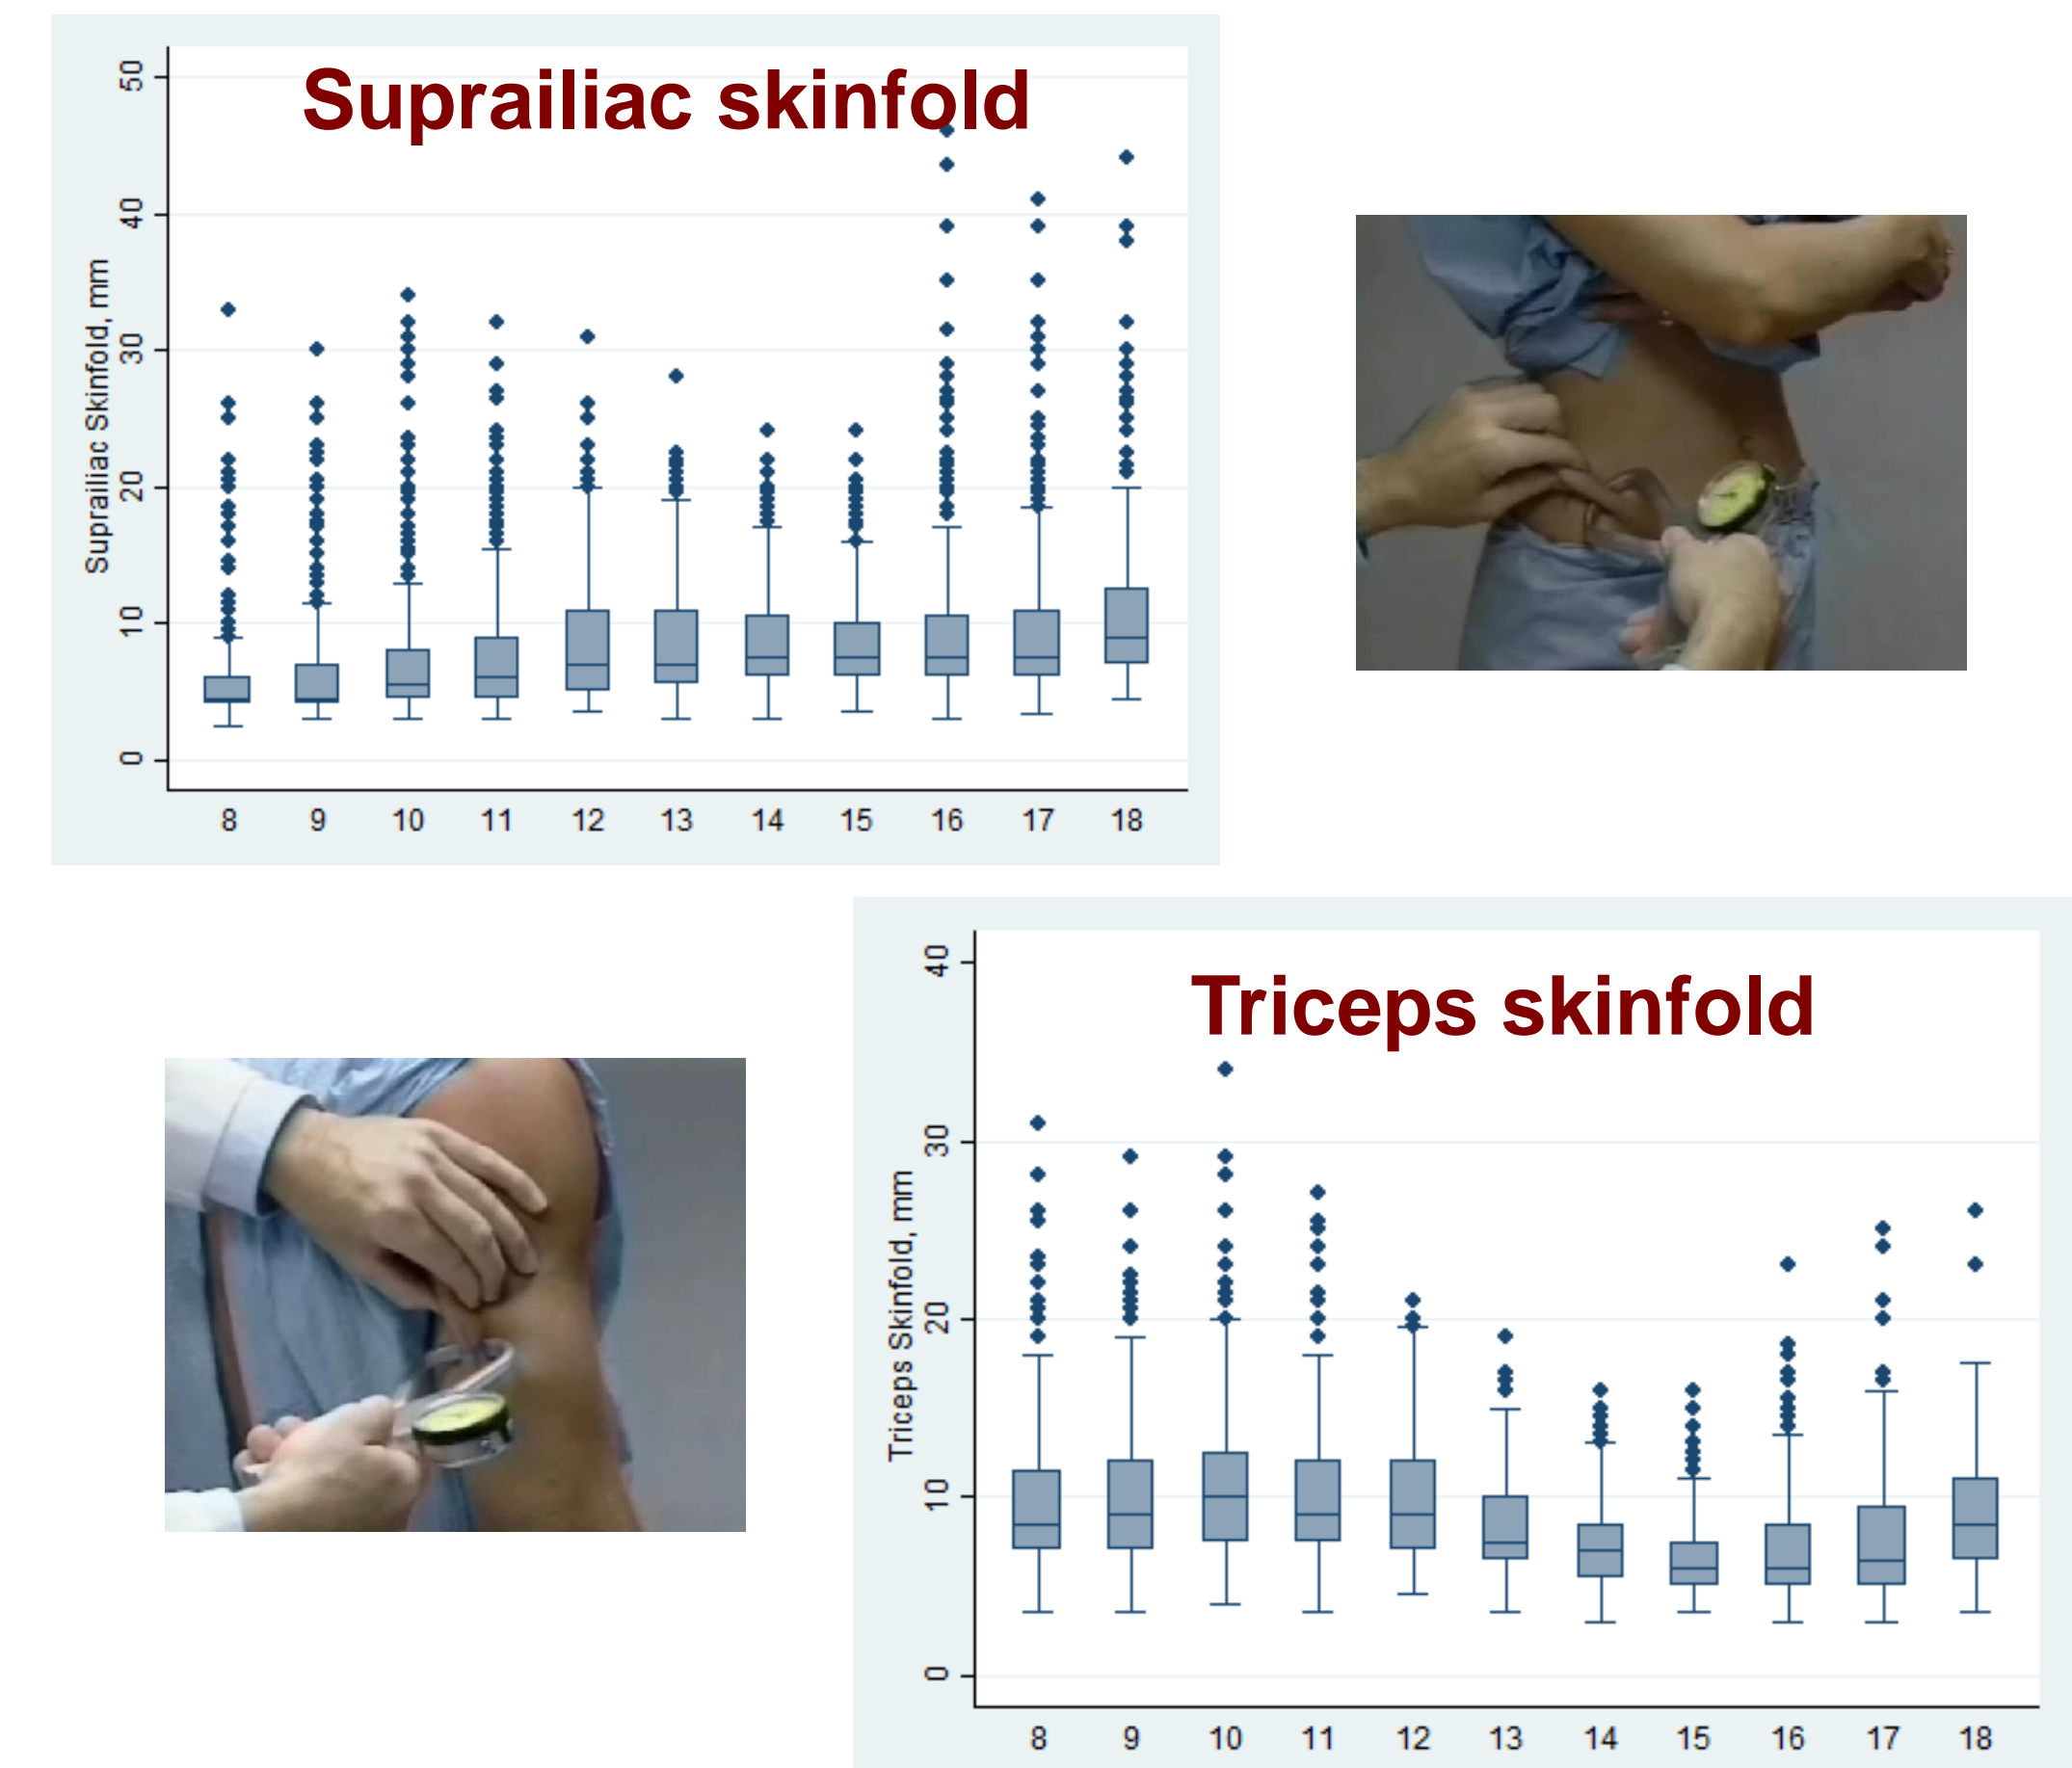 Suprailiac skinfold
Suprailiac Skinfold, mm
50
40
30
20
10
0
8 9 10 11 12 13 14 15 16 17 18
Triceps skinfold
Triceps Skinfold, mm
40
30
20
10
0
8 9 10 11 12 13 14 15 16 17 18